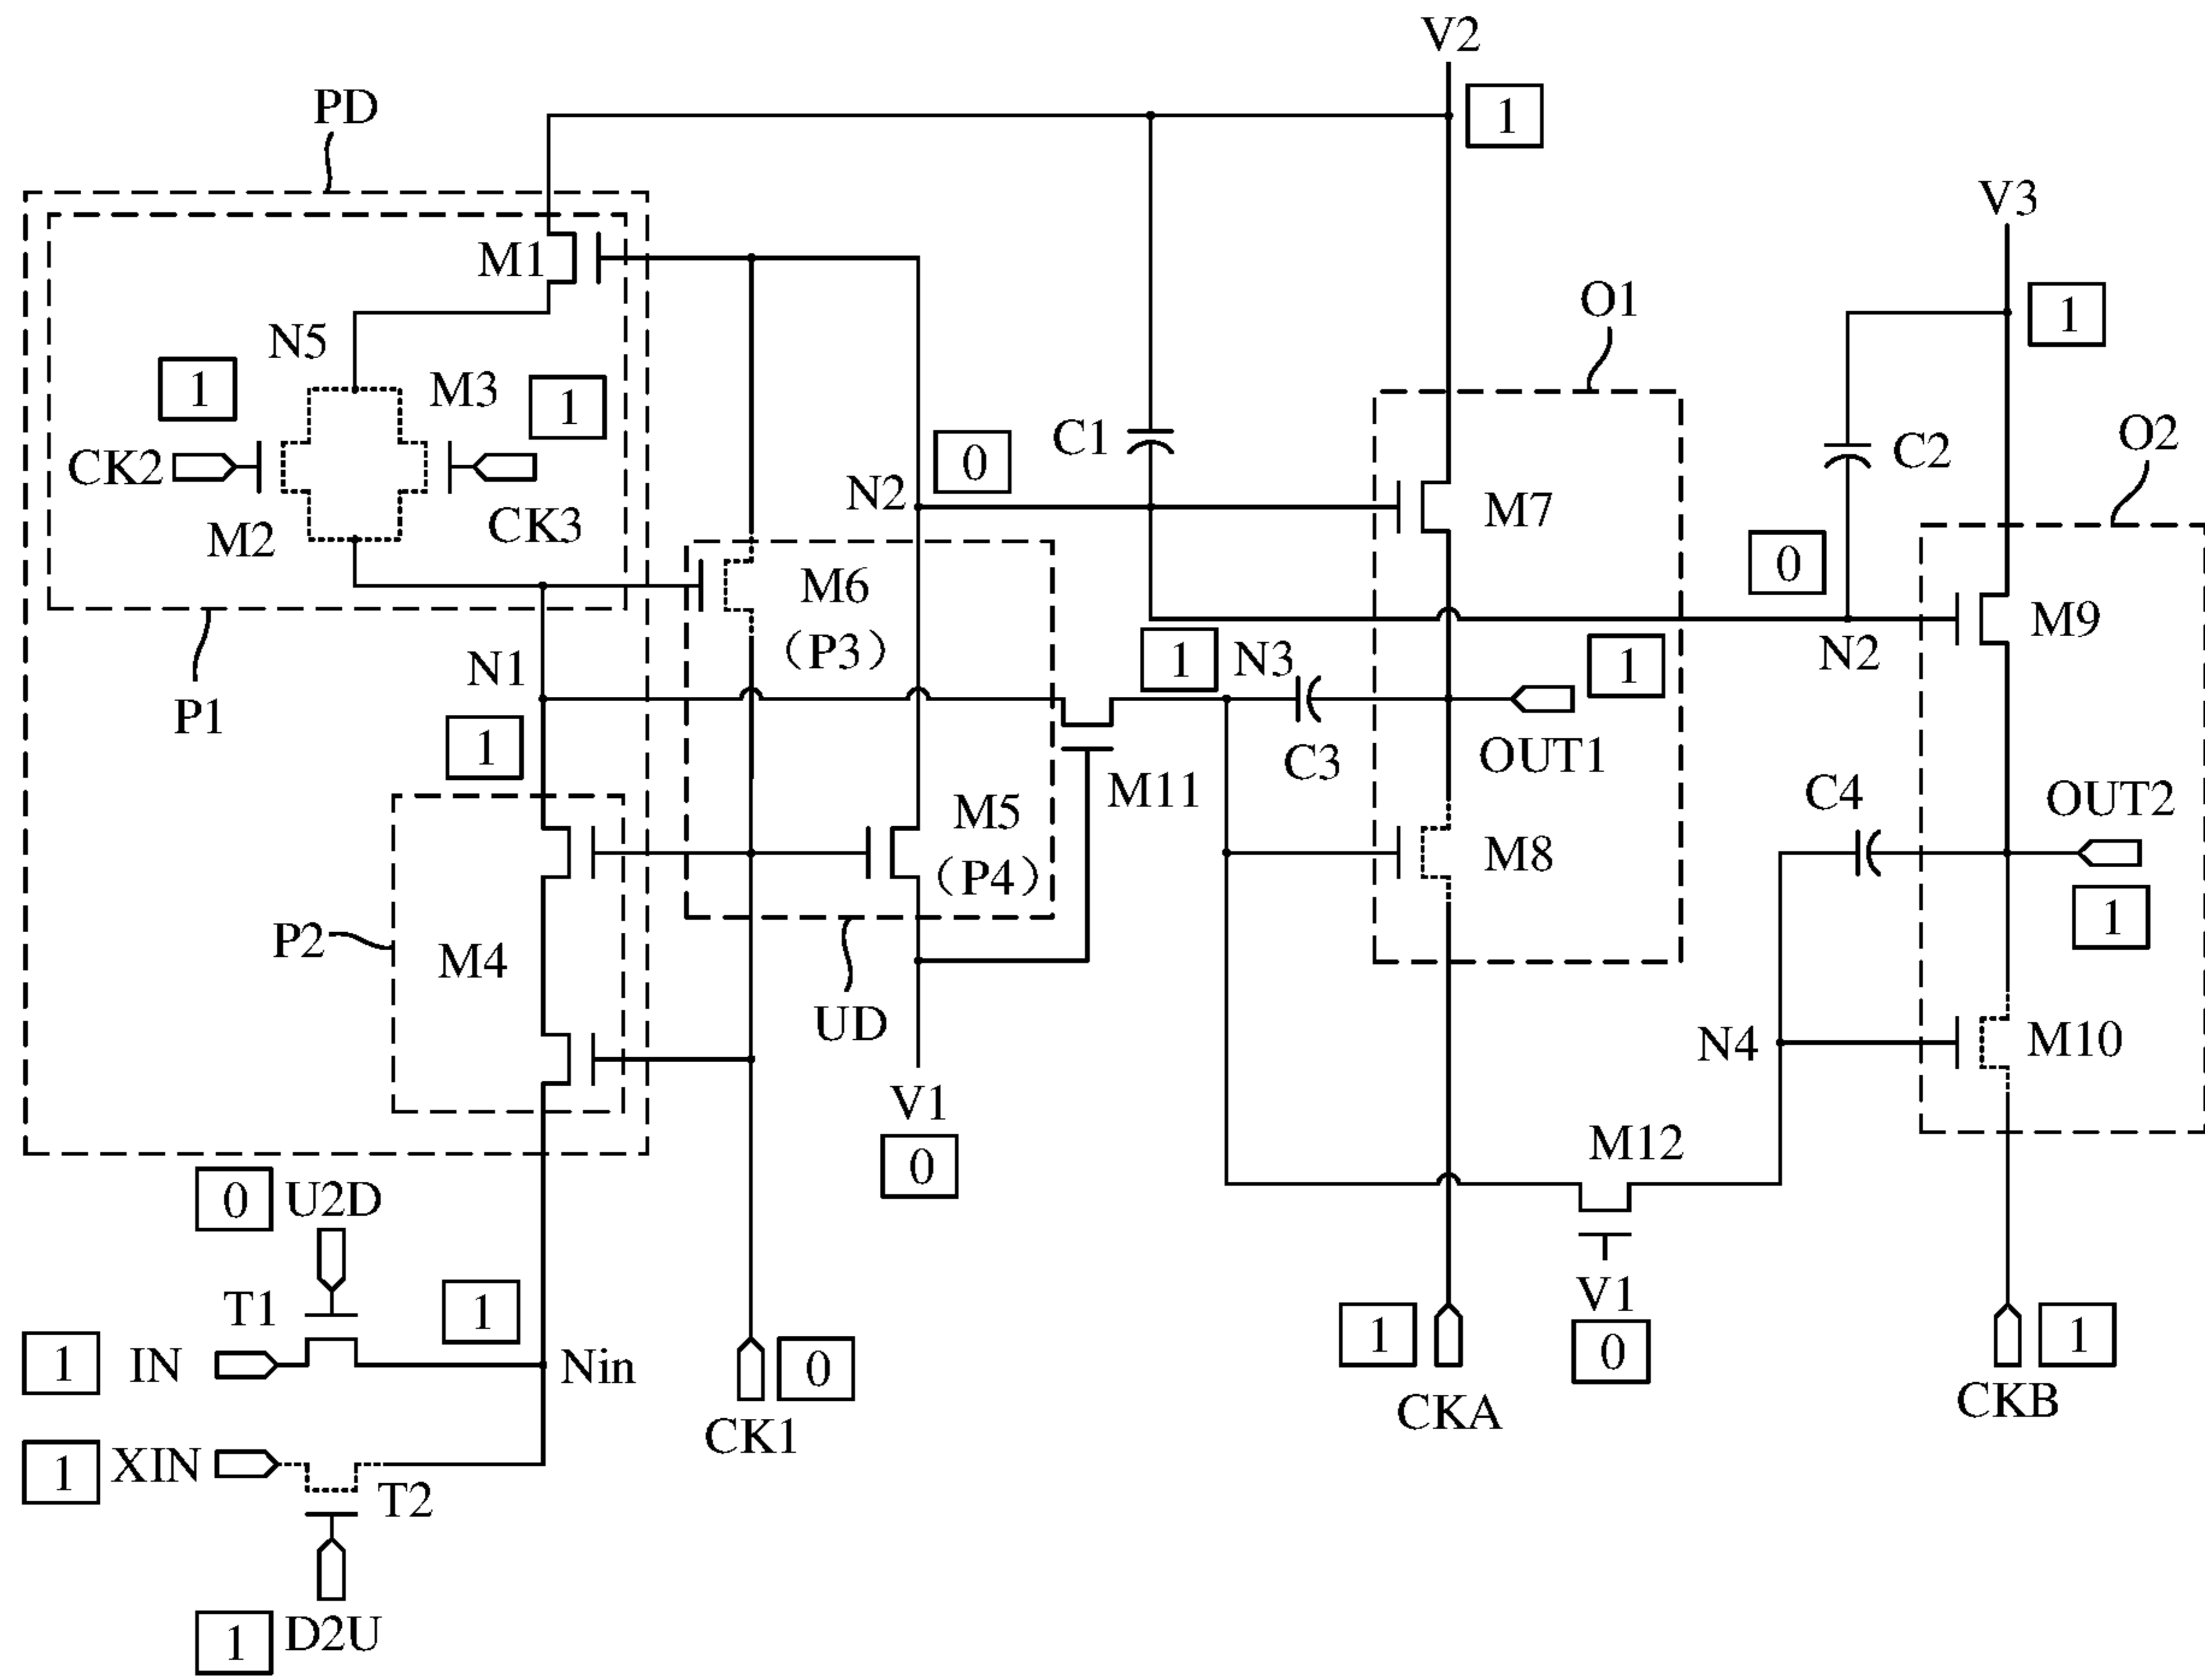 V2
1
PD
V3
M1
1
O1
N5
M3
1
1
C1
C2
O2
0
CK2
N2
M7
M2
CK3
0
M6
M9
(P3)
1
N3
1
N2
N1
P1
1
C3
OUT1
M11
C4
OUT2
M5
M8
(P4)
1
P2
M4
UD
N4
M10
V1
M12
0
0
U2D
V1
T1
1
1
1
1
IN
Nin
0
0
CKA
CKB
CK1
1
XIN
T2
1
D2U